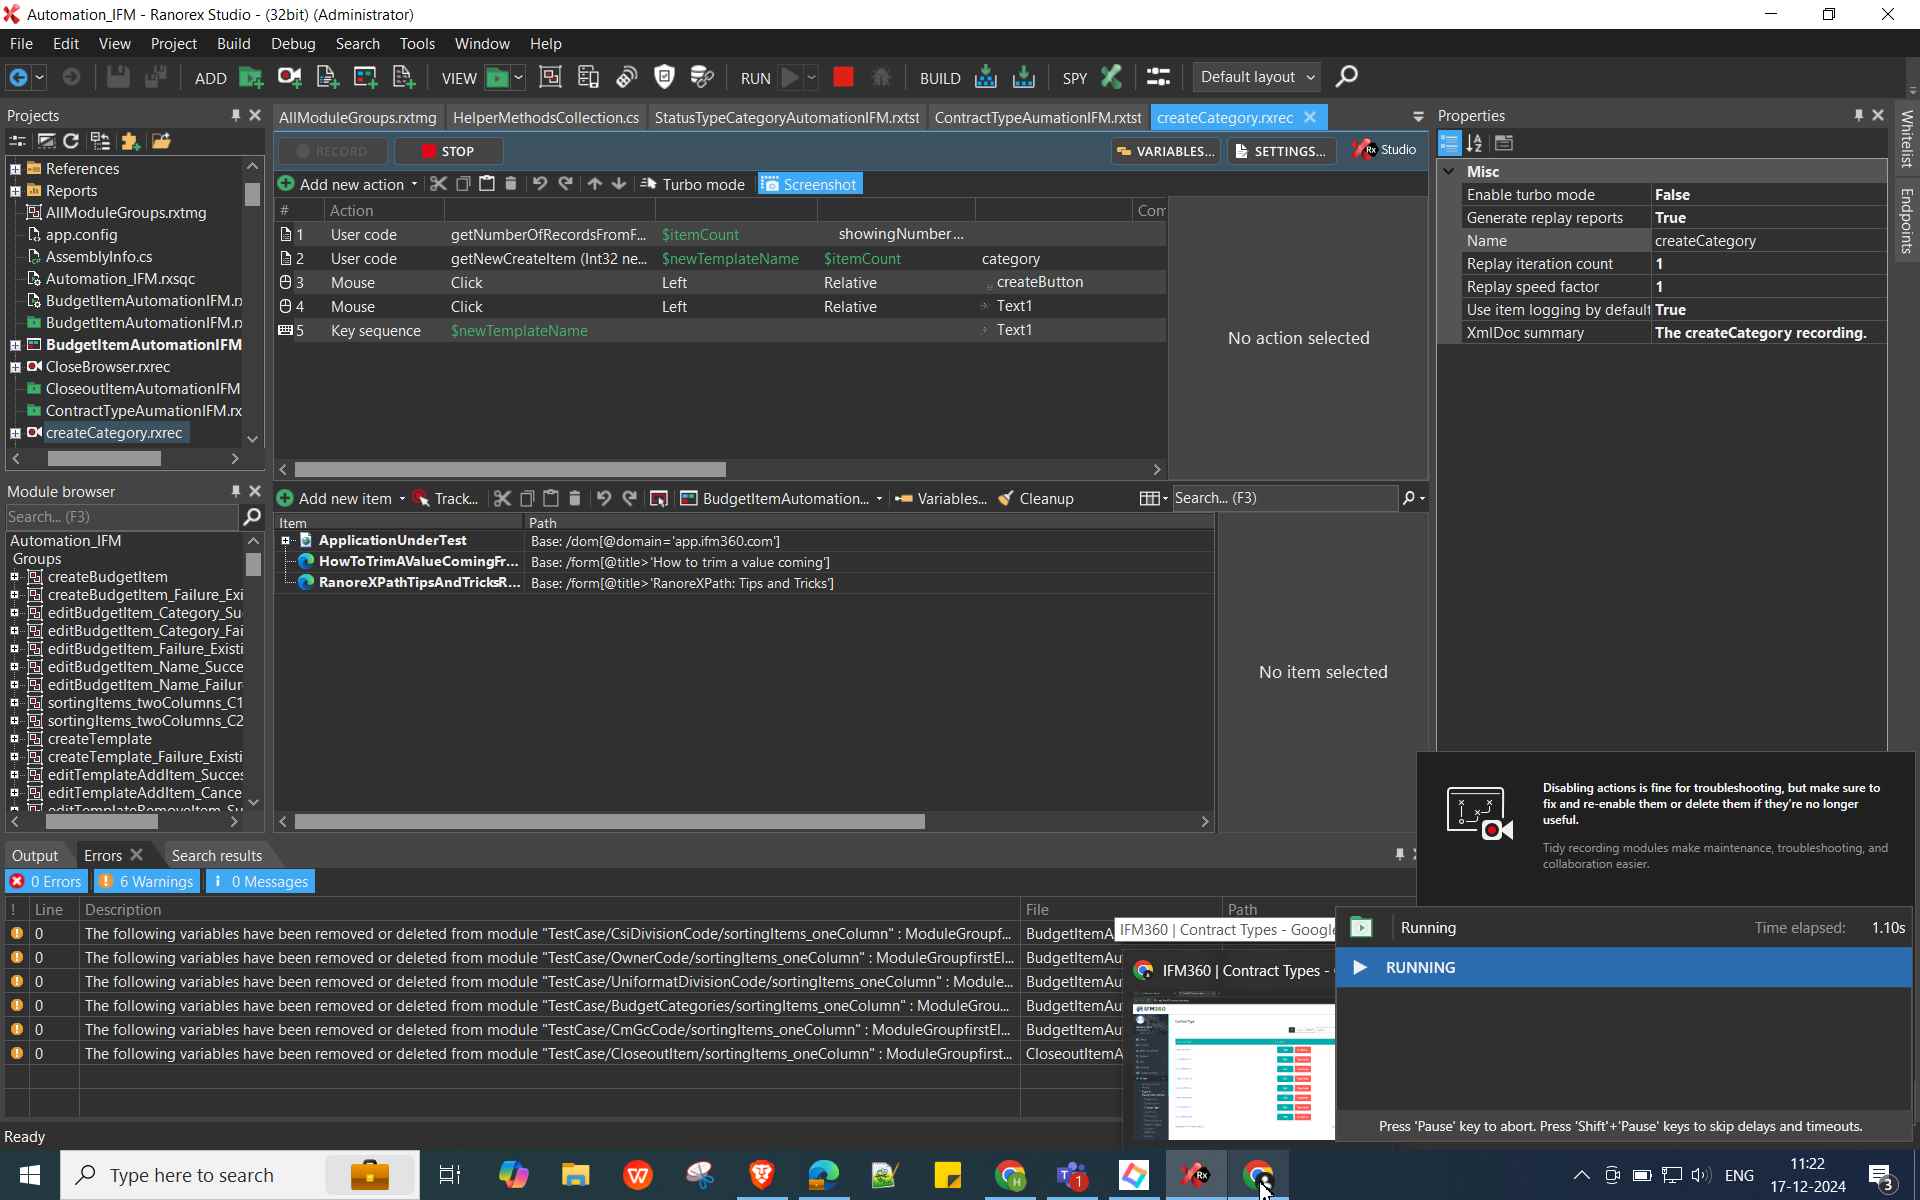 Automation_IFM - Ranorex Studio - (32bit) (Administrator)
File Edit View Project Build Debug Search Tools Window Help
ADD VIEW RUN BUILD SPY Default layout
Projects
References
Reports
AllModuleGroups.rxtmg
app.config
AssemblyInfo.cs
Automation_IFM.rxsqc
BudgetItemAutomationIFM.r
BudgetItemAutomationIFM.r
BudgetItemAutomationIFM
CloseBrowser.rxrec
CloseoutItemAutomationIFM
ContractTypeAumationIFM.rx
createCategory.rxrec
Module browser
Search... (F3)
Automation_IFM
Groups
createBudgetItem
createBudgetItem_Failure_Exi
editBudgetItem_Category_Su
editBudgetItem_Category_Fai
editBudgetItem_Failure_Existi
editBudgetItem_Name_Succe
editBudgetItem_Name_Failur
sortingItems_twoColumns_C1
sortingItems_twoColumns_C2
createTemplate
createTemplate_Failure_Existi
editTemplateAddItem_Succes
editTemplateAddItem_Cance
editTemplateRemoveItem_Su
AllModuleGroups.rxtmg HelperMethodsCollection.cs StatusTypeCategoryAutomationIFM.rxtst ContractTypeAumationIFM.rxtst createCategory.rxrec
RECORD STOP VARIABLES... SETTINGS... Rx Studio
Add new action Turbo mode Screenshot
# Action Com
1 User code getNumberOfRecordsFromF... $itemCount showingNumber...
2 User code getNewCreateItem (Int32 ne... $newTemplateName $itemCount category
3 Mouse Click Left Relative createButton
4 Mouse Click Left Relative Text1
5 Key sequence $newTemplateName Text1
No action selected
Add new item Track... BudgetItemAutomation... Variables... Cleanup Search... (F3)
Item Path
ApplicationUnderTest Base: /dom[@domain='app.ifm360.com']
HowToTrimAValueComingFr... Base: /form[@title>'How to trim a value coming']
RanoreXPathTipsAndTricksR... Base: /form[@title>'RanoreXPath: Tips and Tricks']
No item selected
Properties
Misc
Enable turbo mode False
Generate replay reports True
Name createCategory
Replay iteration count 1
Replay speed factor 1
Use item logging by default True
XmlDoc summary The createCategory recording.
Whitelist
Endpoints
Output Errors Search results
0 Errors 6 Warnings 0 Messages
! Line Description File Path
0 The following variables have been removed or deleted from module "TestCase/CsiDivisionCode/sortingItems_oneColumn" : ModuleGroupf... BudgetItemA
0 The following variables have been removed or deleted from module "TestCase/OwnerCode/sortingItems_oneColumn" : ModuleGroupfirstEl... BudgetItemAu
0 The following variables have been removed or deleted from module "TestCase/UniformatDivisionCode/sortingItems_oneColumn" : Module... BudgetItemAu
0 The following variables have been removed or deleted from module "TestCase/BudgetCategories/sortingItems_oneColumn" : ModuleGrou... BudgetItemAu
0 The following variables have been removed or deleted from module "TestCase/CmGcCode/sortingItems_oneColumn" : ModuleGroupfirstEl... BudgetItemAu
0 The following variables have been removed or deleted from module "TestCase/CloseoutItem/sortingItems_oneColumn" : ModuleGroupfirst... CloseoutItemA
Disabling actions is fine for troubleshooting, but make sure to
fix and re-enable them or delete them if they're no longer
useful.
Tidy recording modules make maintenance, troubleshooting, and
collaboration easier.
IFM360 | Contract Types - Google
IFM360 | Contract Types -
Running Time elapsed: 1.10s
RUNNING
Press 'Pause' key to abort. Press 'Shift'+'Pause' keys to skip delays and timeouts.
Ready
Type here to search
ENG
11:22
17-12-2024
3